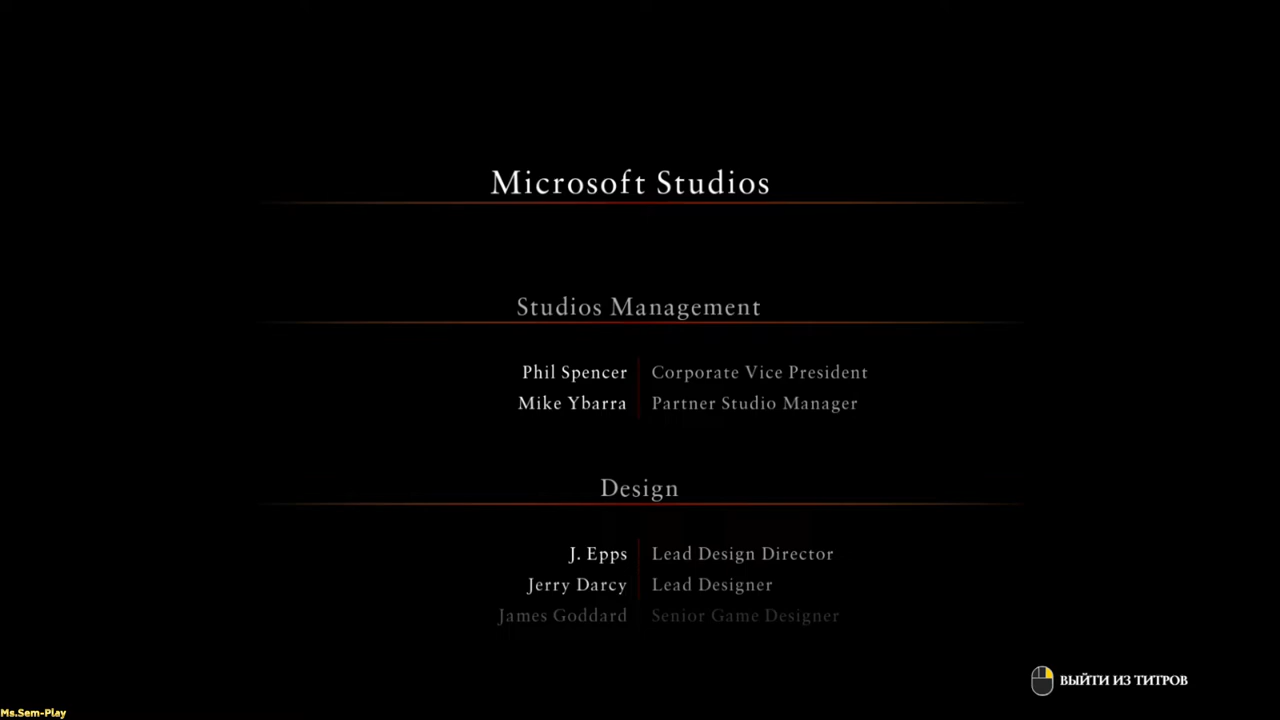 Microsoft Studios
Studios Management
Phil Spencer Corporate Vice President
Mike Ybarra Partner Studio Manager
Design
J. Epps Lead Design Director
Jerry Darcy Lead Designer
James Goddard Senior Game Designer
ВЫЙТИ ИЗ ТИТРОВ
Ms.Sem-Play